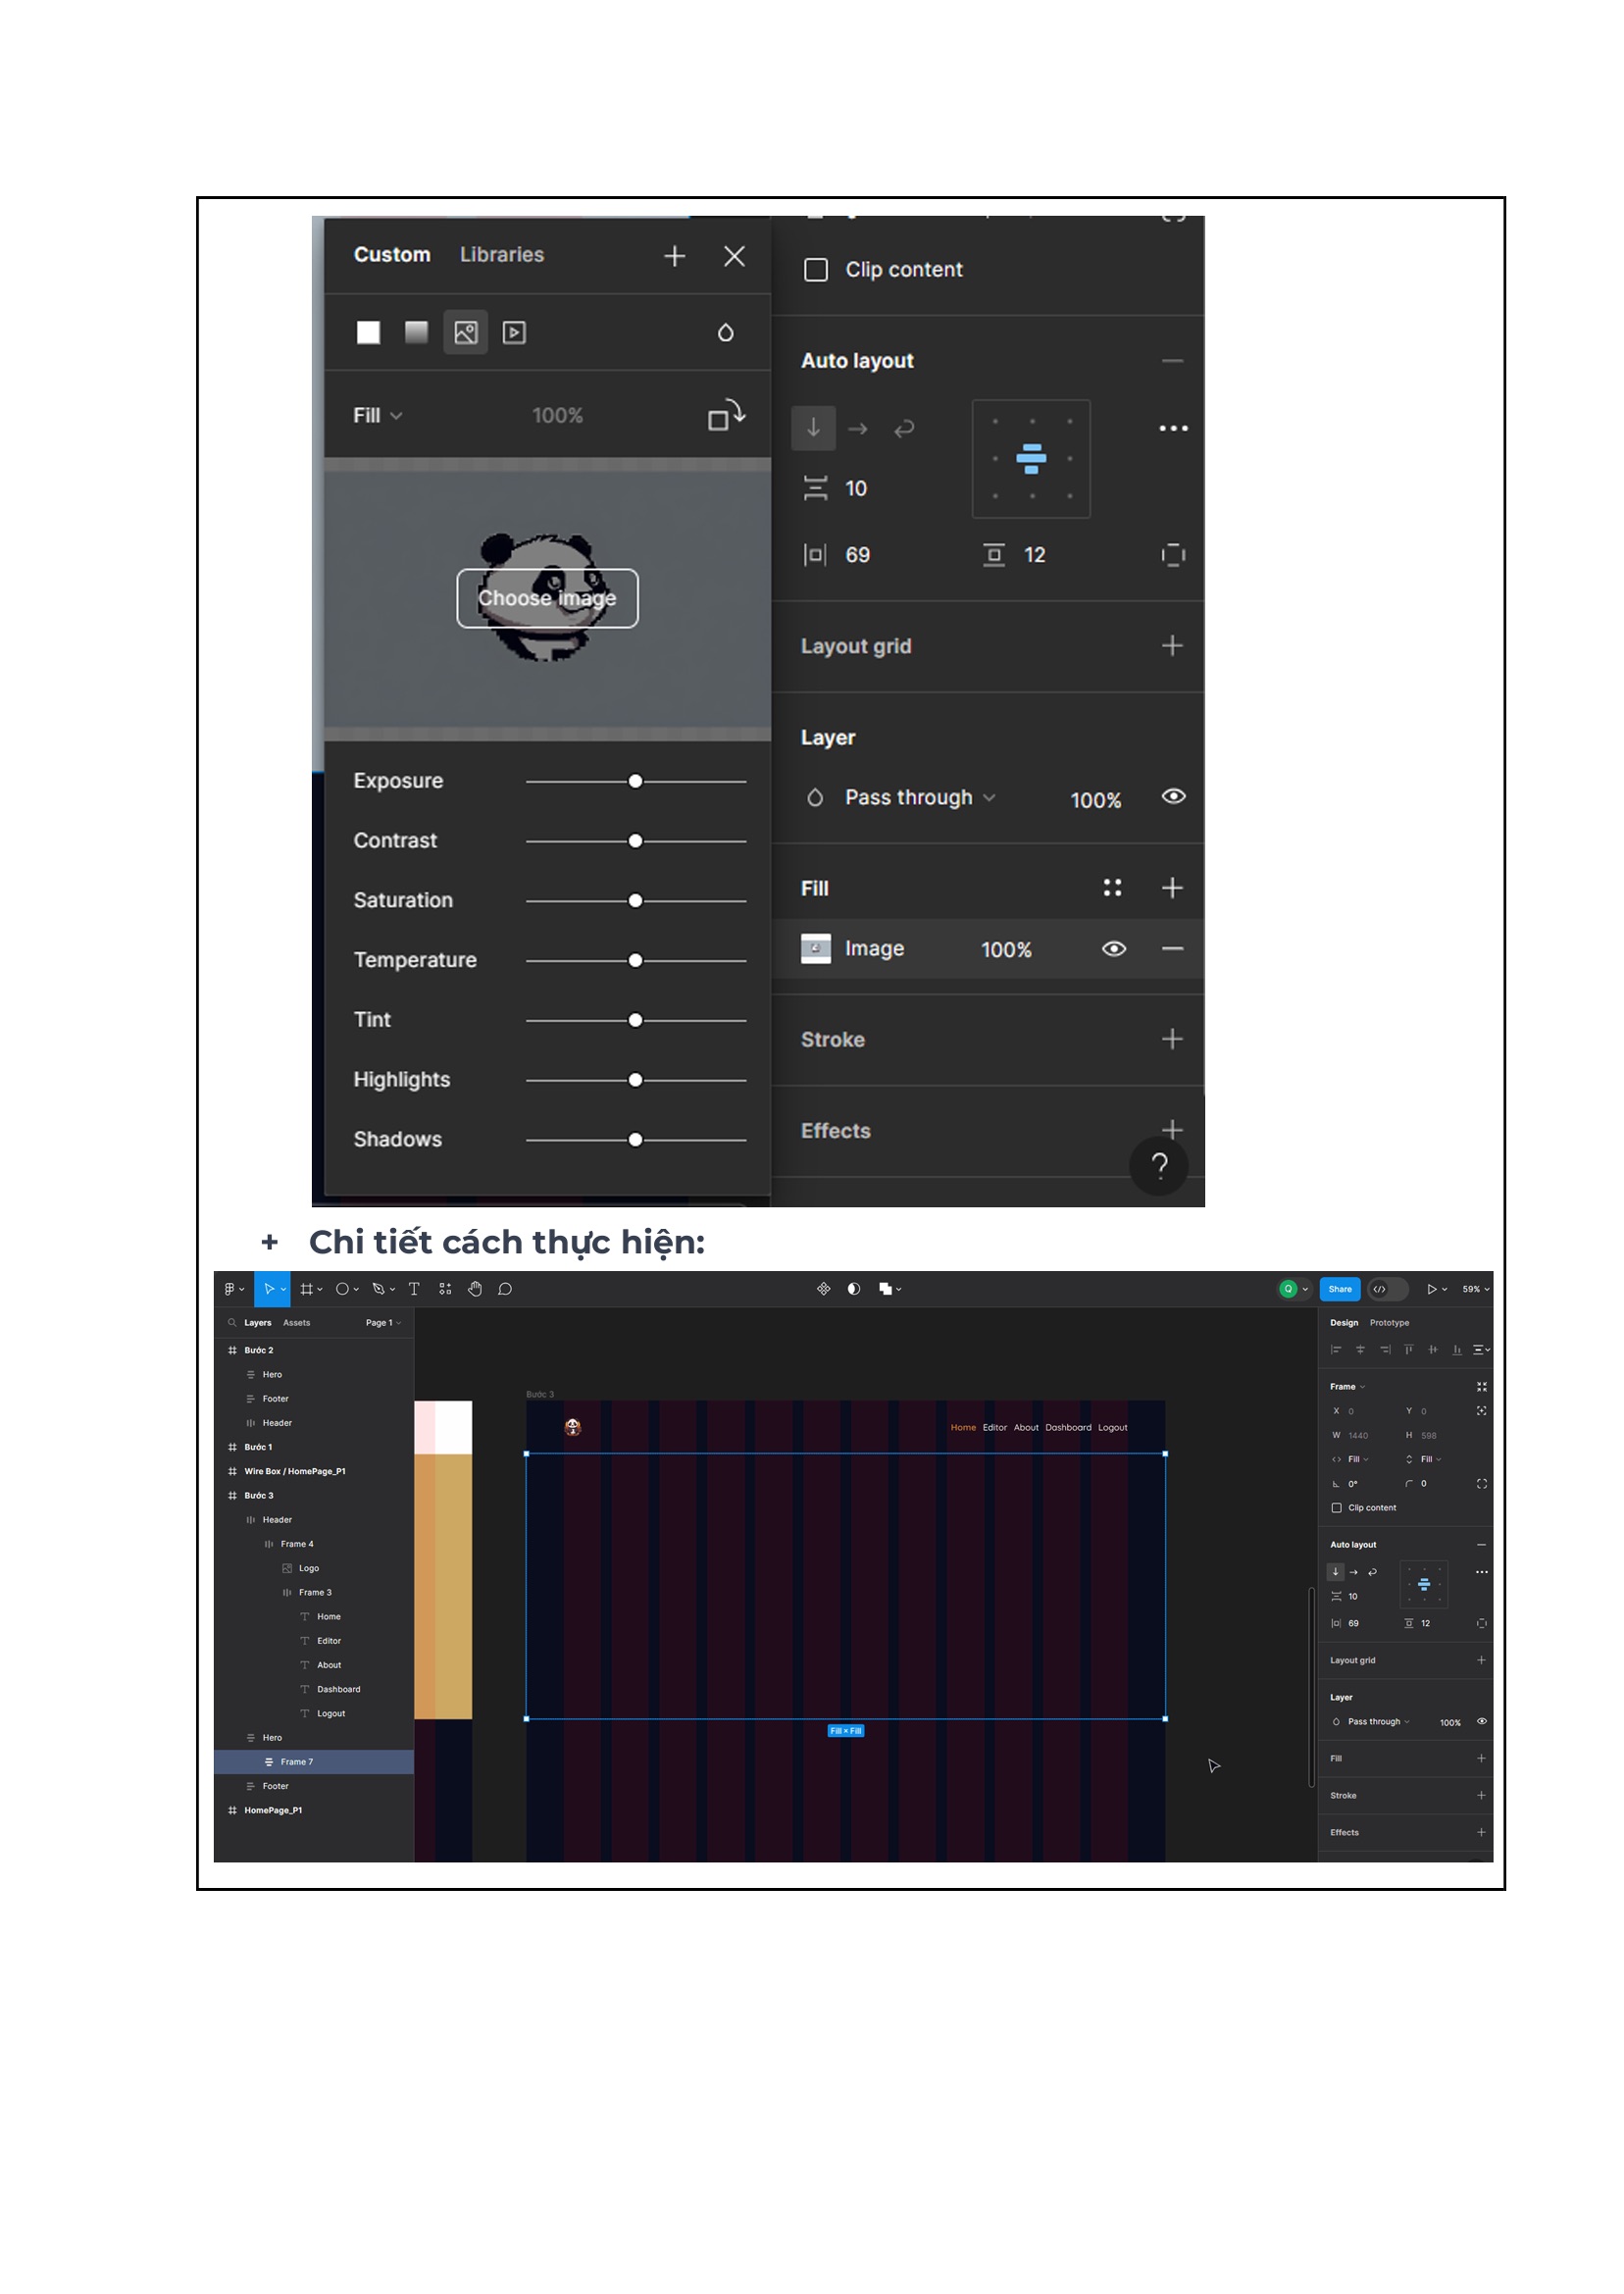 Custom Libraries
Clip content
Auto layout
Fill 100%
10
69 12
Choose image
Layout grid
Layer
Exposure
Pass through 100%
Contrast
Fill
Saturation
Image 100%
Temperature
Tint
Stroke
Highlights
Effects
Shadows
?
+ Chi tiết cách thực hiện:
Q Share 59%
Layers Assets Page 1
Design Prototype
Bước 2
Hero
Footer
Header
Bước 1
Wire Box / HomePage_P1
Bước 3
Header
Frame 4
Logo
Frame 3
Home
Editor
About
Dashboard
Logout
Hero
Frame 7
Footer
HomePage_P1
Bước 3
Home Editor About Dashboard Logout
Fill × Fill
Frame
X 0 Y 0
W 1440 H 598
Fill Fill
0° 0
Clip content
Auto layout
10
69 12
Layout grid
Layer
Pass through 100%
Fill
Stroke
Effects